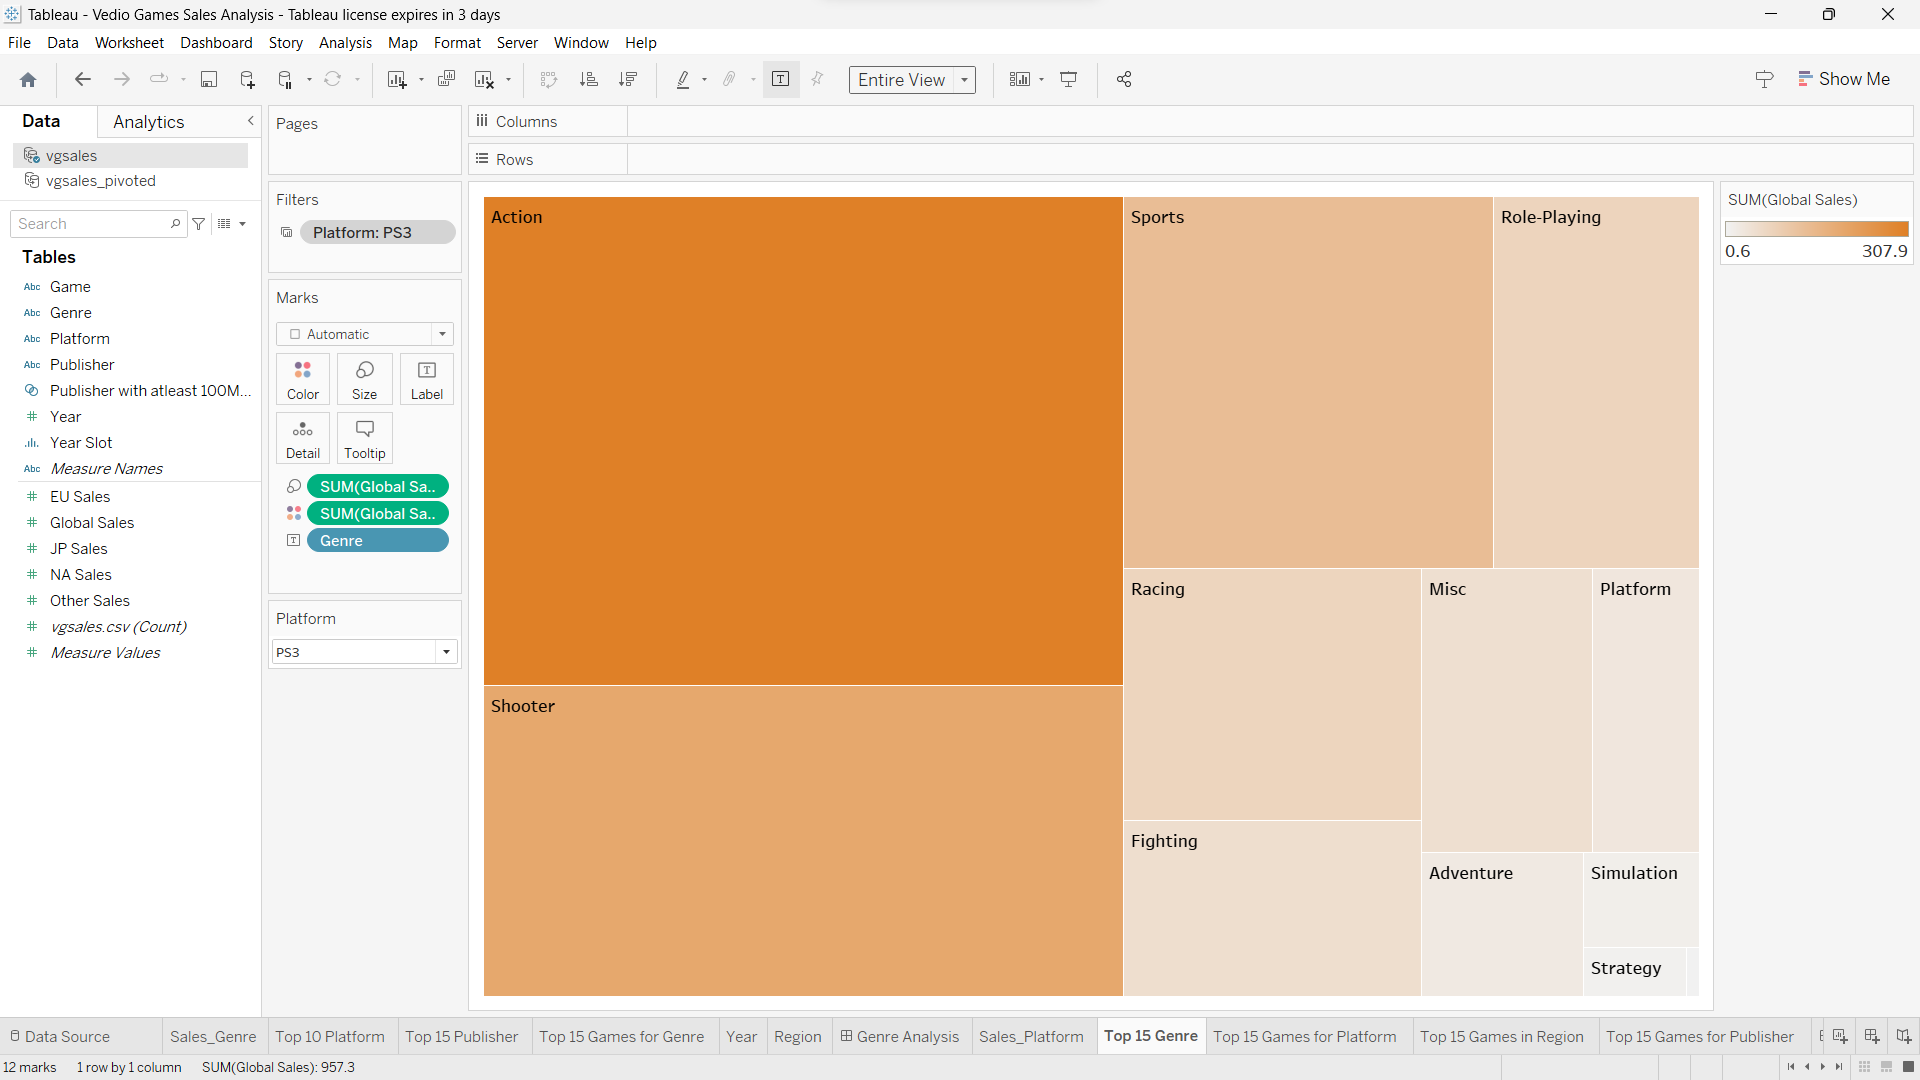 Tableau - Vedio Games Sales Analysis - Tableau license expires in 3 days
File Data Worksheet Dashboard Story Analysis Map Format Server Window Help
Entire View
Show Me
Data Analytics
vgsales
vgsales_pivoted
Search
Tables
Abc Game
Abc Genre
Abc Platform
Abc Publisher
Publisher with atleast 100M...
# Year
Year Slot
Abc Measure Names
# EU Sales
# Global Sales
# JP Sales
# NA Sales
# Other Sales
# vgsales.csv (Count)
# Measure Values
Pages
Filters
Platform: PS3
Marks
Automatic
Color Size Label
Detail Tooltip
SUM(Global Sa..
SUM(Global Sa..
Genre
Platform
PS3
Columns
Rows
Action
Sports
Role-Playing
Shooter
Racing
Misc
Platform
Fighting
Adventure
Simulation
Strategy
SUM(Global Sales)
0.6 307.9
Data Source Sales_Genre Top 10 Platform Top 15 Publisher Top 15 Games for Genre Year Region Genre Analysis Sales_Platform Top 15 Genre Top 15 Games for Platform Top 15 Games in Region Top 15 Games for Publisher
12 marks 1 row by 1 column SUM(Global Sales): 957.3